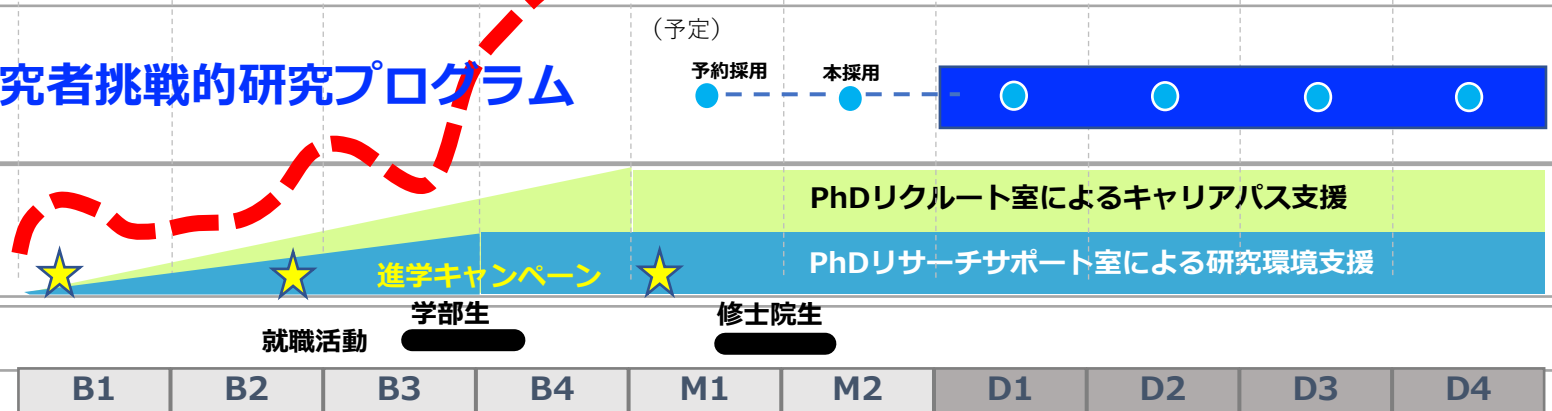 （予定）
究者挑戦的研究プログラム
予約採用
本採用
PhDリクルート室によるキャリアパス支援
PhDリサーチサポート室による研究環境支援
進学キャンペーン
学部生
修士院生
就職活動
B1 B2 B3 B4 M1 M2 D1 D2 D3 D4